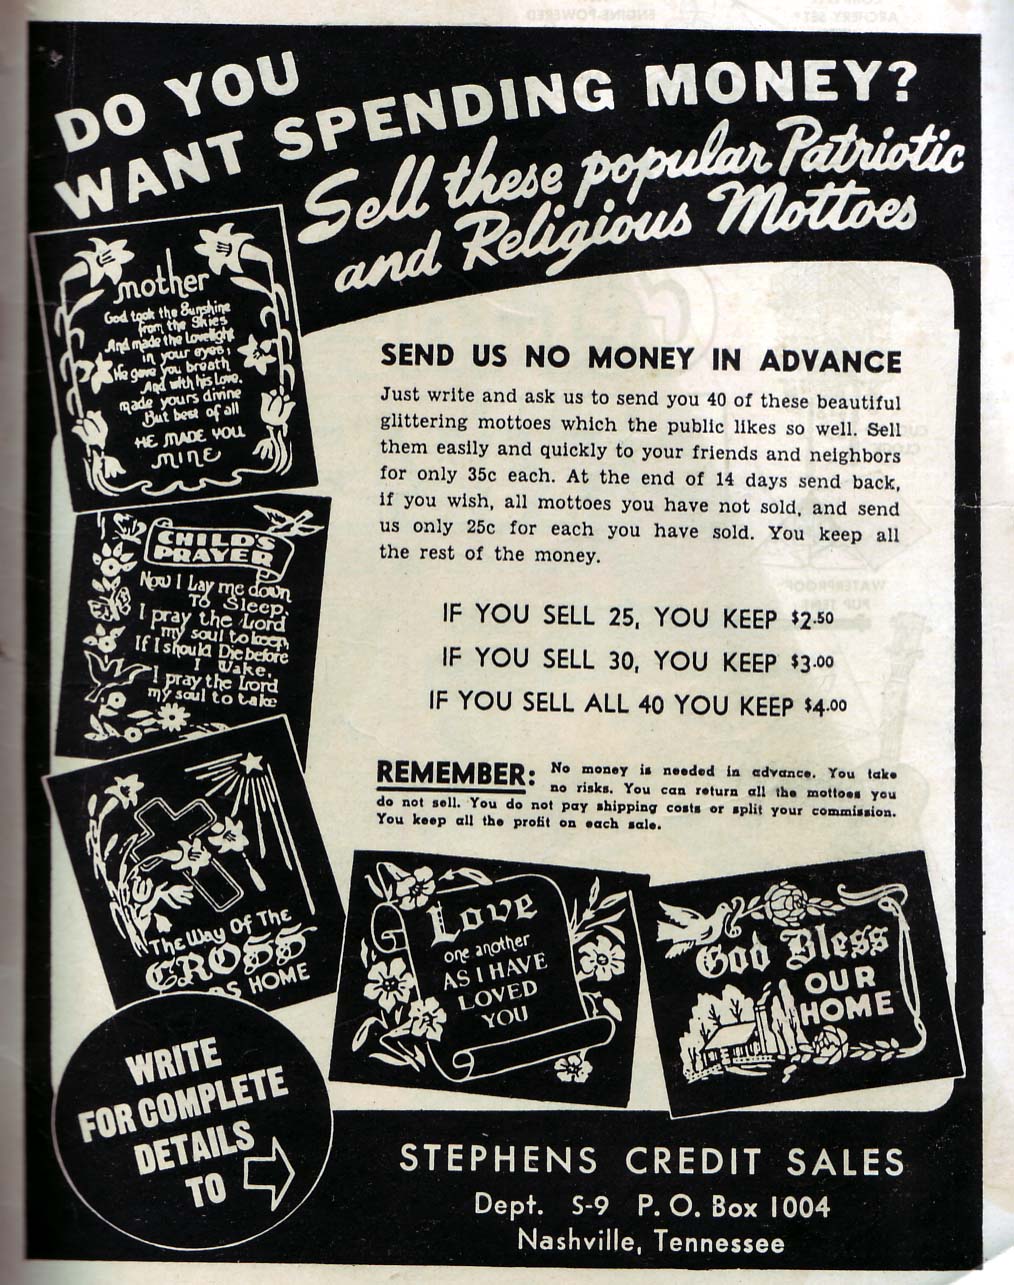 DO YOU
WANT SPENDING MONEY?
Sell these popular Patriotic
and Religious Mottoes
mother
God took the Sunshine
from the Skies
And made the Lovelight
in your eyes;
He gave you breath
And with his Love,
made yours divine
But best of all
HE MADE YOU
MINE
SEND US NO MONEY IN ADVANCE
Just write and ask us to send you 40 of these beautiful
glittering mottoes which the public likes so well. Sell
them easily and quickly to your friends and neighbors
for only 35c each. At the end of 14 days send back,
if you wish, all mottoes you have not sold, and send
us only 25c for each you have sold. You keep all
the rest of the money.
CHILD'S
PRAYER
Now I Lay me down
To Sleep.
I pray the Lord
my soul to keep,
If I should Die before
I Wake,
I pray the Lord
my soul to take
IF YOU SELL 25, YOU KEEP $2.50
IF YOU SELL 30, YOU KEEP $3.00
IF YOU SELL ALL 40 YOU KEEP $4.00
REMEMBER: No money is needed in advance. You take
no risks. You can return all the mottoes you
do not sell. You do not pay shipping costs or split your commission.
You keep all the profit on each sale.
The Way Of The
CROSS
DS HOME
Love
one another
AS I HAVE
LOVED
YOU
God Bless
OUR
HOME
WRITE
FOR COMPLETE
DETAILS
TO
STEPHENS CREDIT SALES
Dept. S-9 P. O. Box 1004
Nashville, Tennessee